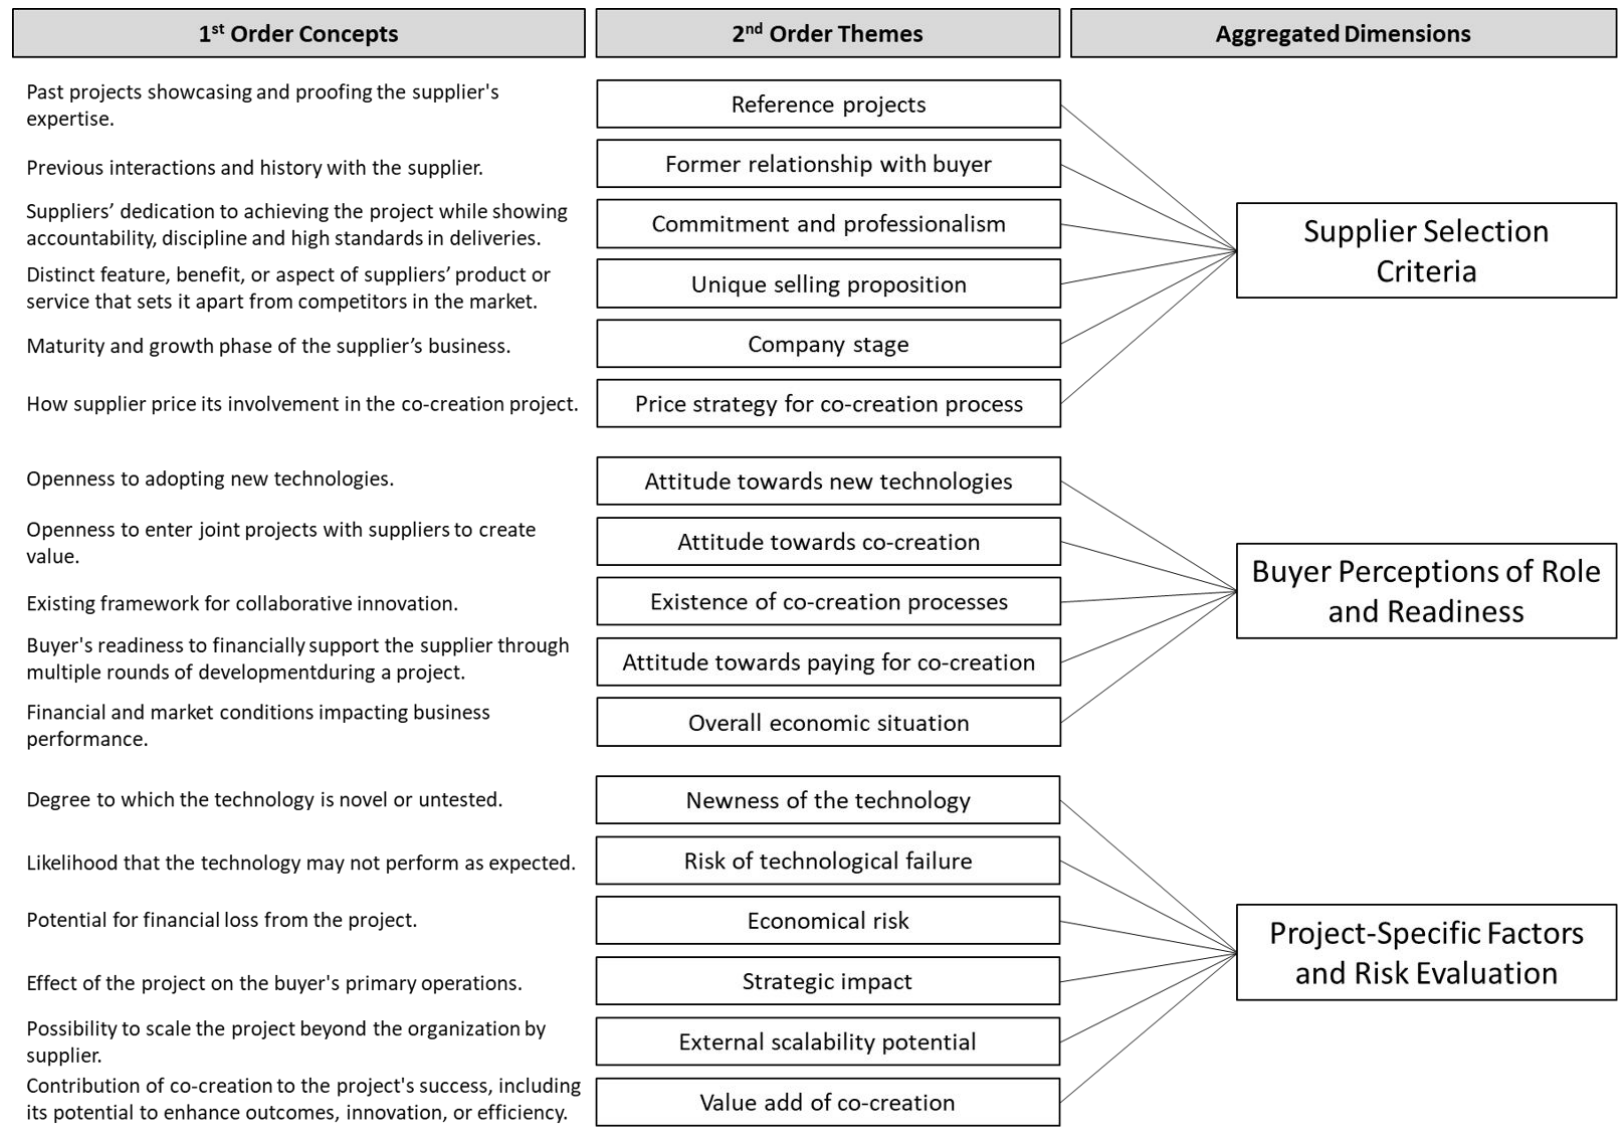 1st Order Concepts
2nd Order Themes
Aggregated Dimensions
Past projects showcasing and proofing the supplier's
expertise.
Reference projects
Previous interactions and history with the supplier.
Former relationship with buyer
Suppliers’ dedication to achieving the project while showing
accountability, discipline and high standards in deliveries.
Commitment and professionalism
Distinct feature, benefit, or aspect of suppliers’ product or
service that sets it apart from competitors in the market.
Unique selling proposition
Maturity and growth phase of the supplier’s business.
Company stage
How supplier price its involvement in the co-creation project.
Price strategy for co-creation process
Supplier Selection
Criteria
Openness to adopting new technologies.
Attitude towards new technologies
Openness to enter joint projects with suppliers to create
value.
Attitude towards co-creation
Existing framework for collaborative innovation.
Existence of co-creation processes
Buyer's readiness to financially support the supplier through
multiple rounds of developmentduring a project.
Attitude towards paying for co-creation
Financial and market conditions impacting business
performance.
Overall economic situation
Buyer Perceptions of Role
and Readiness
Degree to which the technology is novel or untested.
Newness of the technology
Likelihood that the technology may not perform as expected.
Risk of technological failure
Potential for financial loss from the project.
Economical risk
Effect of the project on the buyer's primary operations.
Strategic impact
Possibility to scale the project beyond the organization by
supplier.
External scalability potential
Contribution of co-creation to the project's success, including
its potential to enhance outcomes, innovation, or efficiency.
Value add of co-creation
Project-Specific Factors
and Risk Evaluation